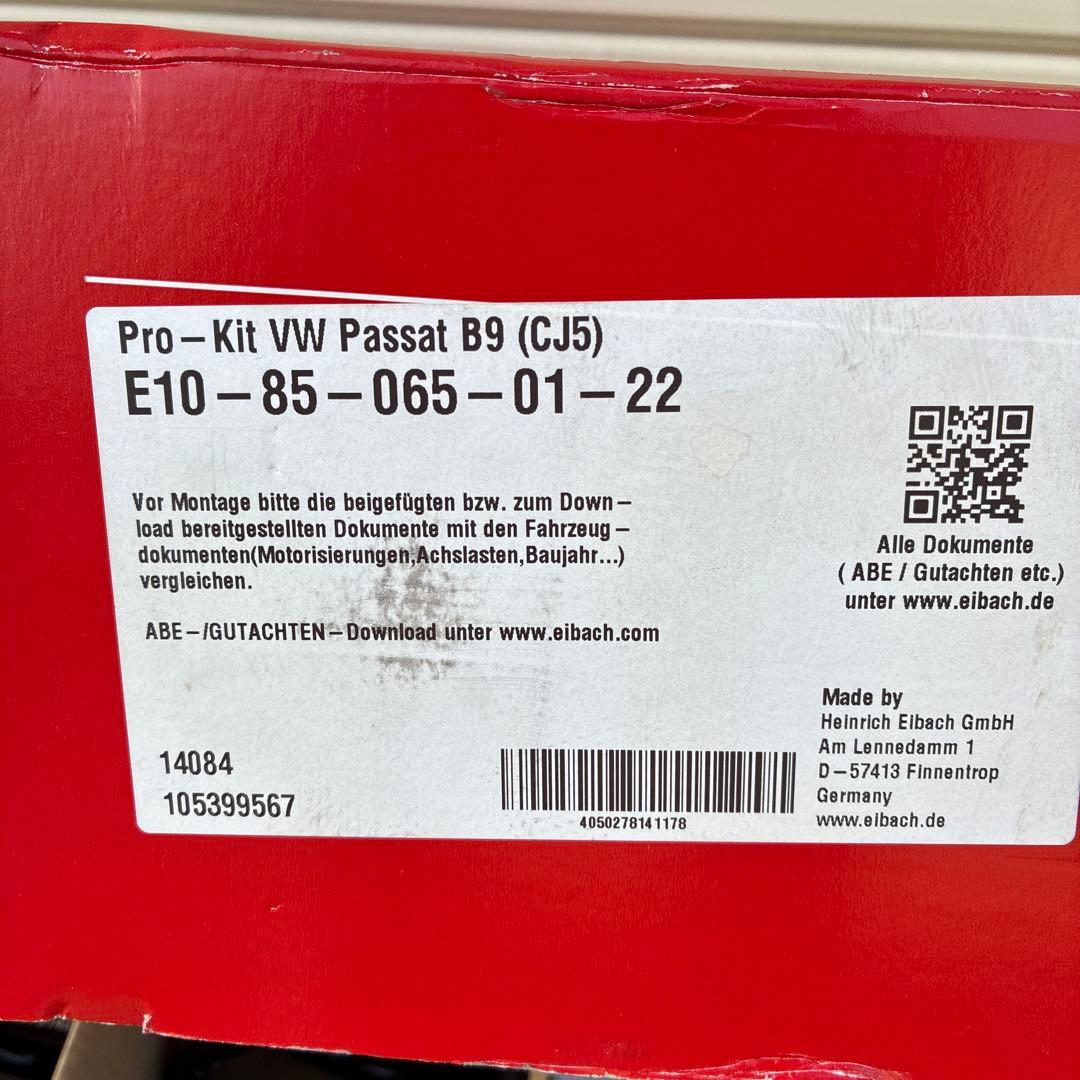 Pro-Kit VW Passat B9 (CJ5)
E10-85-065-01-22
Vor Montage bitte die beigefügten bzw. zum Down-
load bereitgestellten Dokumente mit den Fahrzeug-
dokumenten(Motorisierungen,Achslasten,Baujahr...)
vergleichen.
ABE-/GUTACHTEN-Download unter www.eibach.com
Alle Dokumente
( ABE / Gutachten etc.)
unter www.eibach.de
14084
105399567
4050278141178
Made by
Heinrich Eibach GmbH
Am Lennedamm 1
D-57413 Finnentrop
Germany
www.eibach.de